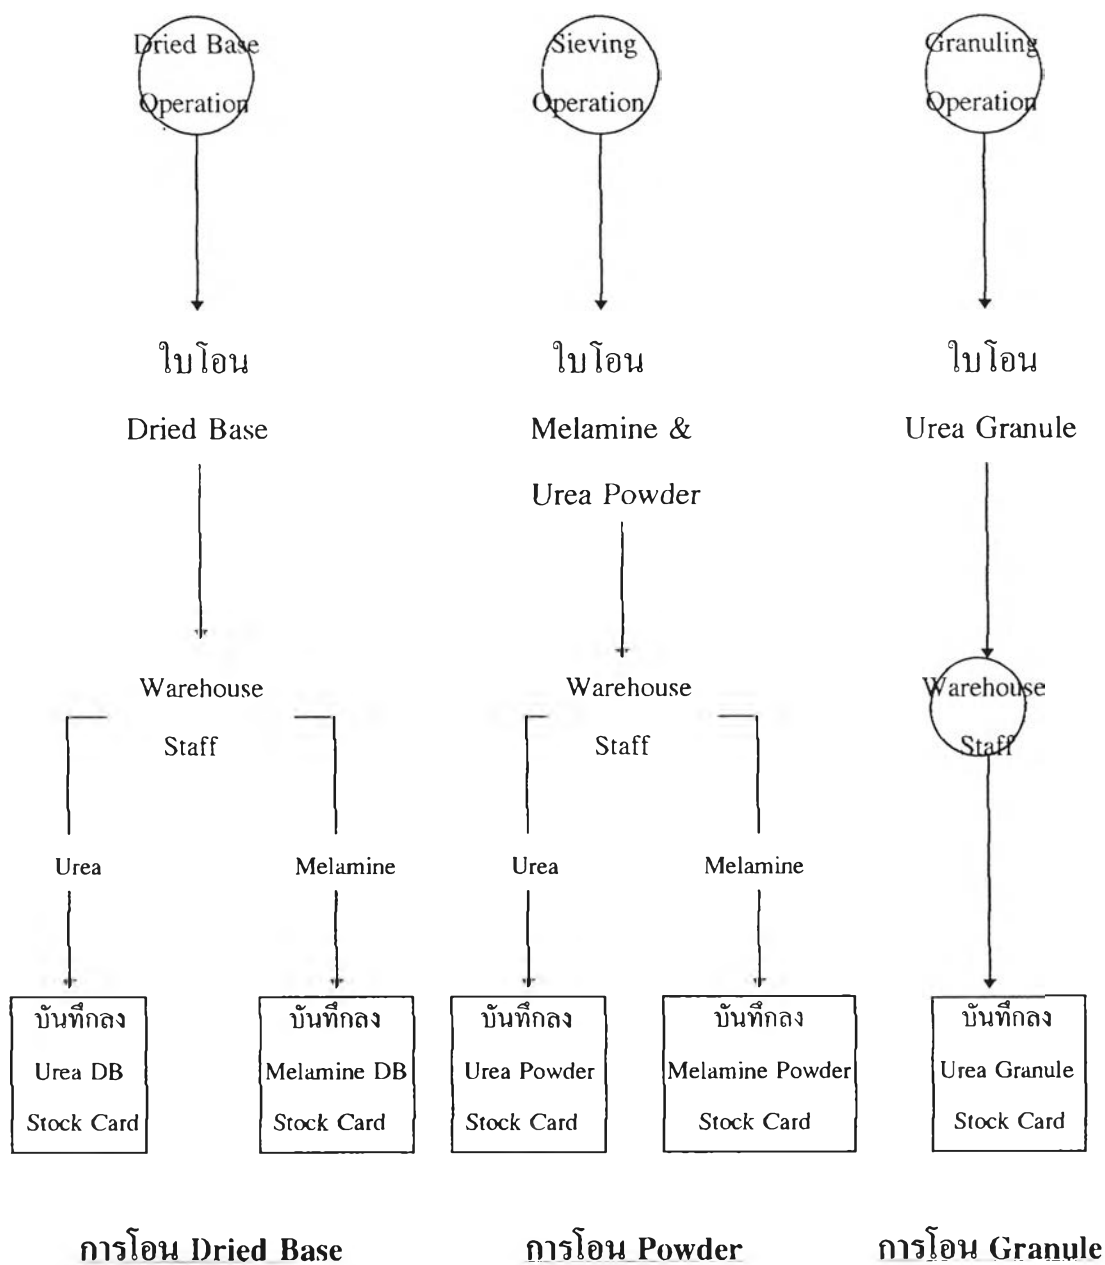 Dried Base
Operation
ใบโอน
Dried Base
Warehouse
Staff
Urea
Melamine
บันทึกลง
Urea DB
Stock Card
บันทึกลง
Melamine DB
Stock Card
การโอน Dried Base
Sieving
Operation
ใบโอน
Melamine &
Urea Powder
Warehouse
Staff
Urea
Melamine
บันทึกลง
Urea Powder
Stock Card
บันทึกลง
Melamine Powder
Stock Card
การโอน Powder
Granuling
Operation
ใบโอน
Urea Granule
Warehouse
Staff
บันทึกลง
Urea Granule
Stock Card
การโอน Granule